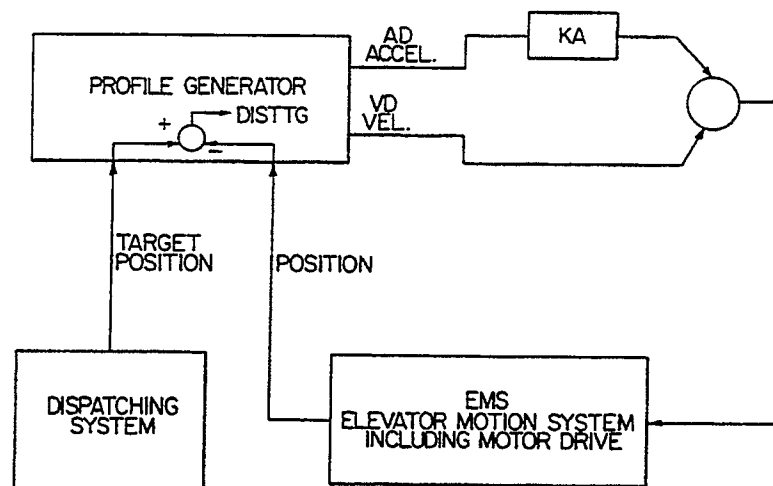 AD
ACCEL.
KA
PROFILE GENERATOR
DISTTG
+
−
VD
VEL.
TARGET
POSITION
POSITION
DISPATCHING
SYSTEM
EMS
ELEVATOR MOTION SYSTEM
INCLUDING MOTOR DRIVE